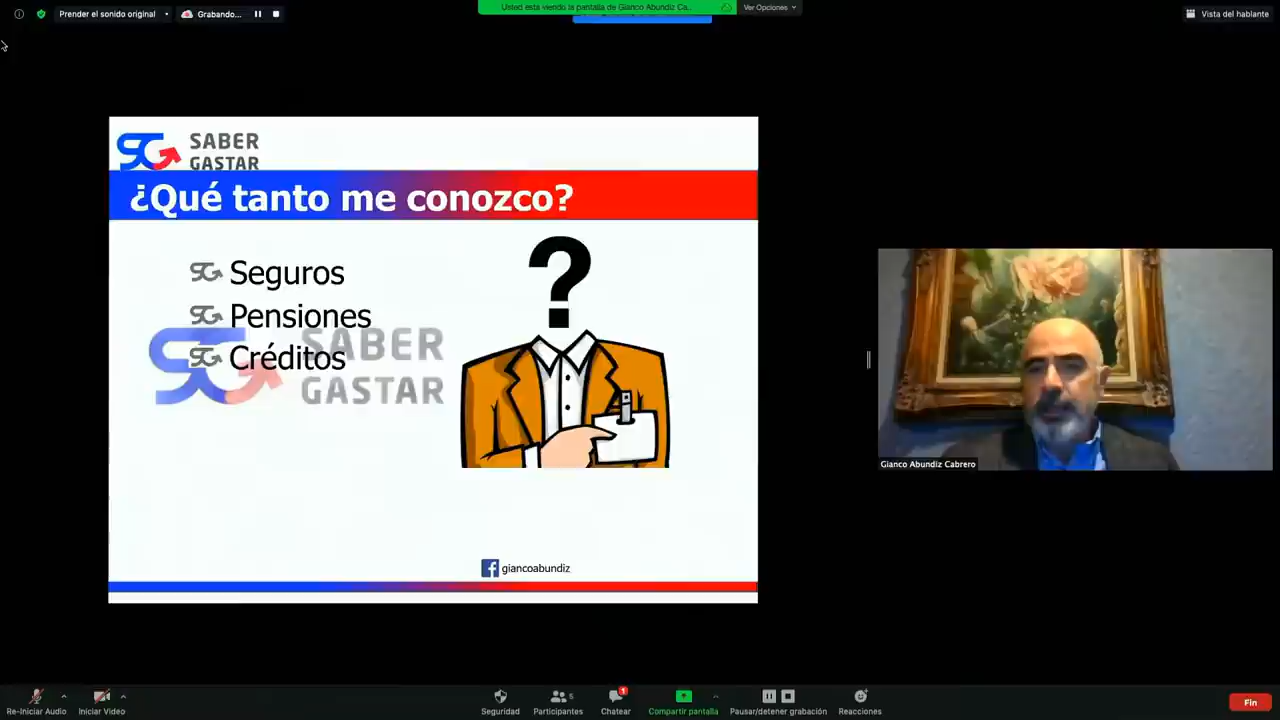 Prender el sonido original
Grabando...
Usted está viendo la pantalla de Gianco Abundiz Ca...
Ver Opciones
Vista del hablante
SABER
GASTAR
¿Qué tanto me conozco?
Seguros
Pensiones
Créditos
SABER
GASTAR
giancoabundiz
Gianco Abundiz Cabrero
Re-Iniciar Audio
Iniciar Video
Seguridad
Participantes
5
Chatear
1
Compartir pantalla
Pausar/detener grabación
Reacciones
Fin